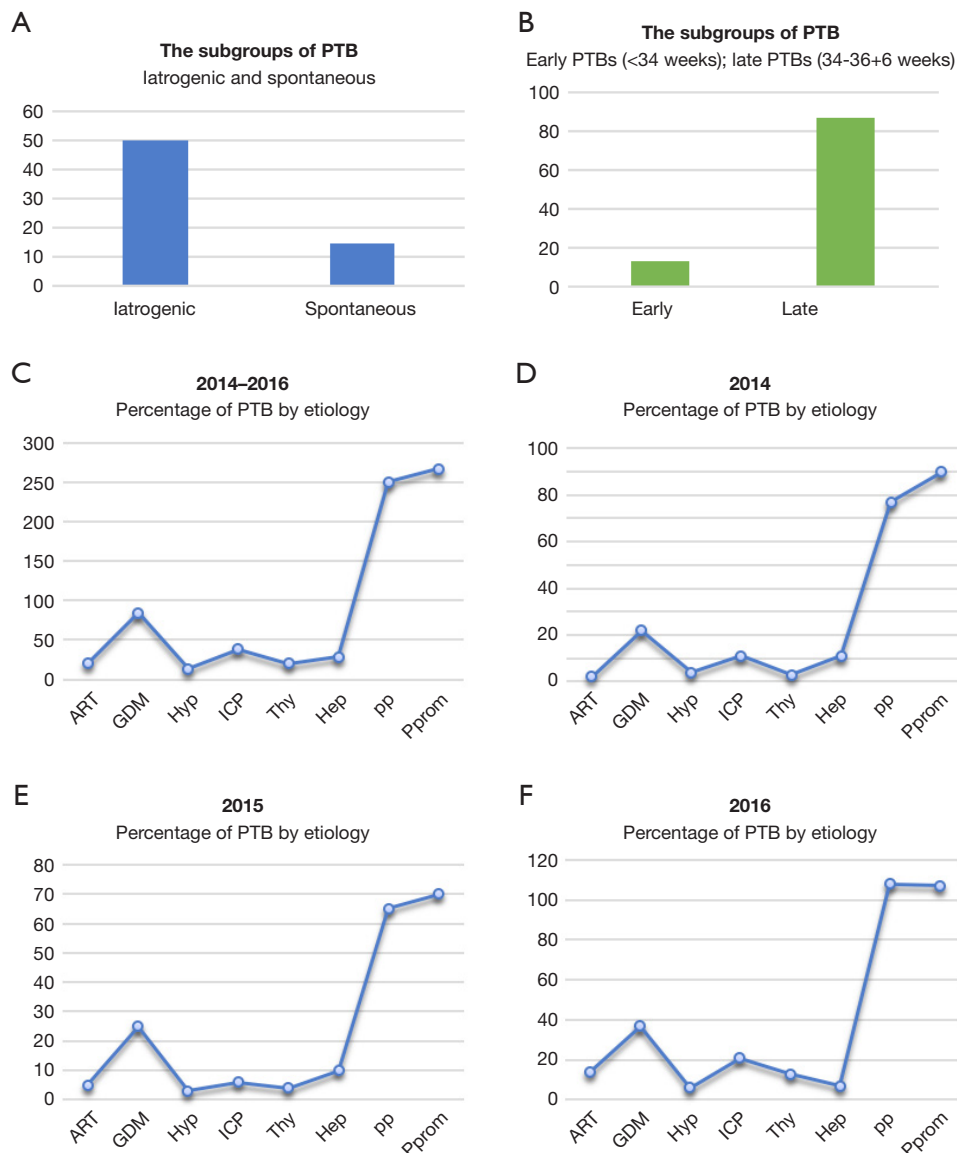 A
The subgroups of PTB
Iatrogenic and spontaneous
60
50
40
30
20
10
0
Iatrogenic Spontaneous
B
The subgroups of PTB
Early PTBs (<34 weeks); late PTBs (34-36+6 weeks)
100
80
60
40
20
0
Early Late
C
2014–2016
Percentage of PTB by etiology
300
250
200
150
100
50
0
ART GDM Hyp ICP Thy Hep pp Pprom
D
2014
Percentage of PTB by etiology
100
80
60
40
20
0
ART GDM Hyp ICP Thy Hep pp Pprom
E
2015
Percentage of PTB by etiology
80
70
60
50
40
30
20
10
0
ART GDM Hyp ICP Thy Hep pp Pprom
F
2016
Percentage of PTB by etiology
120
100
80
60
40
20
0
ART GDM Hyp ICP Thy Hep pp Pprom